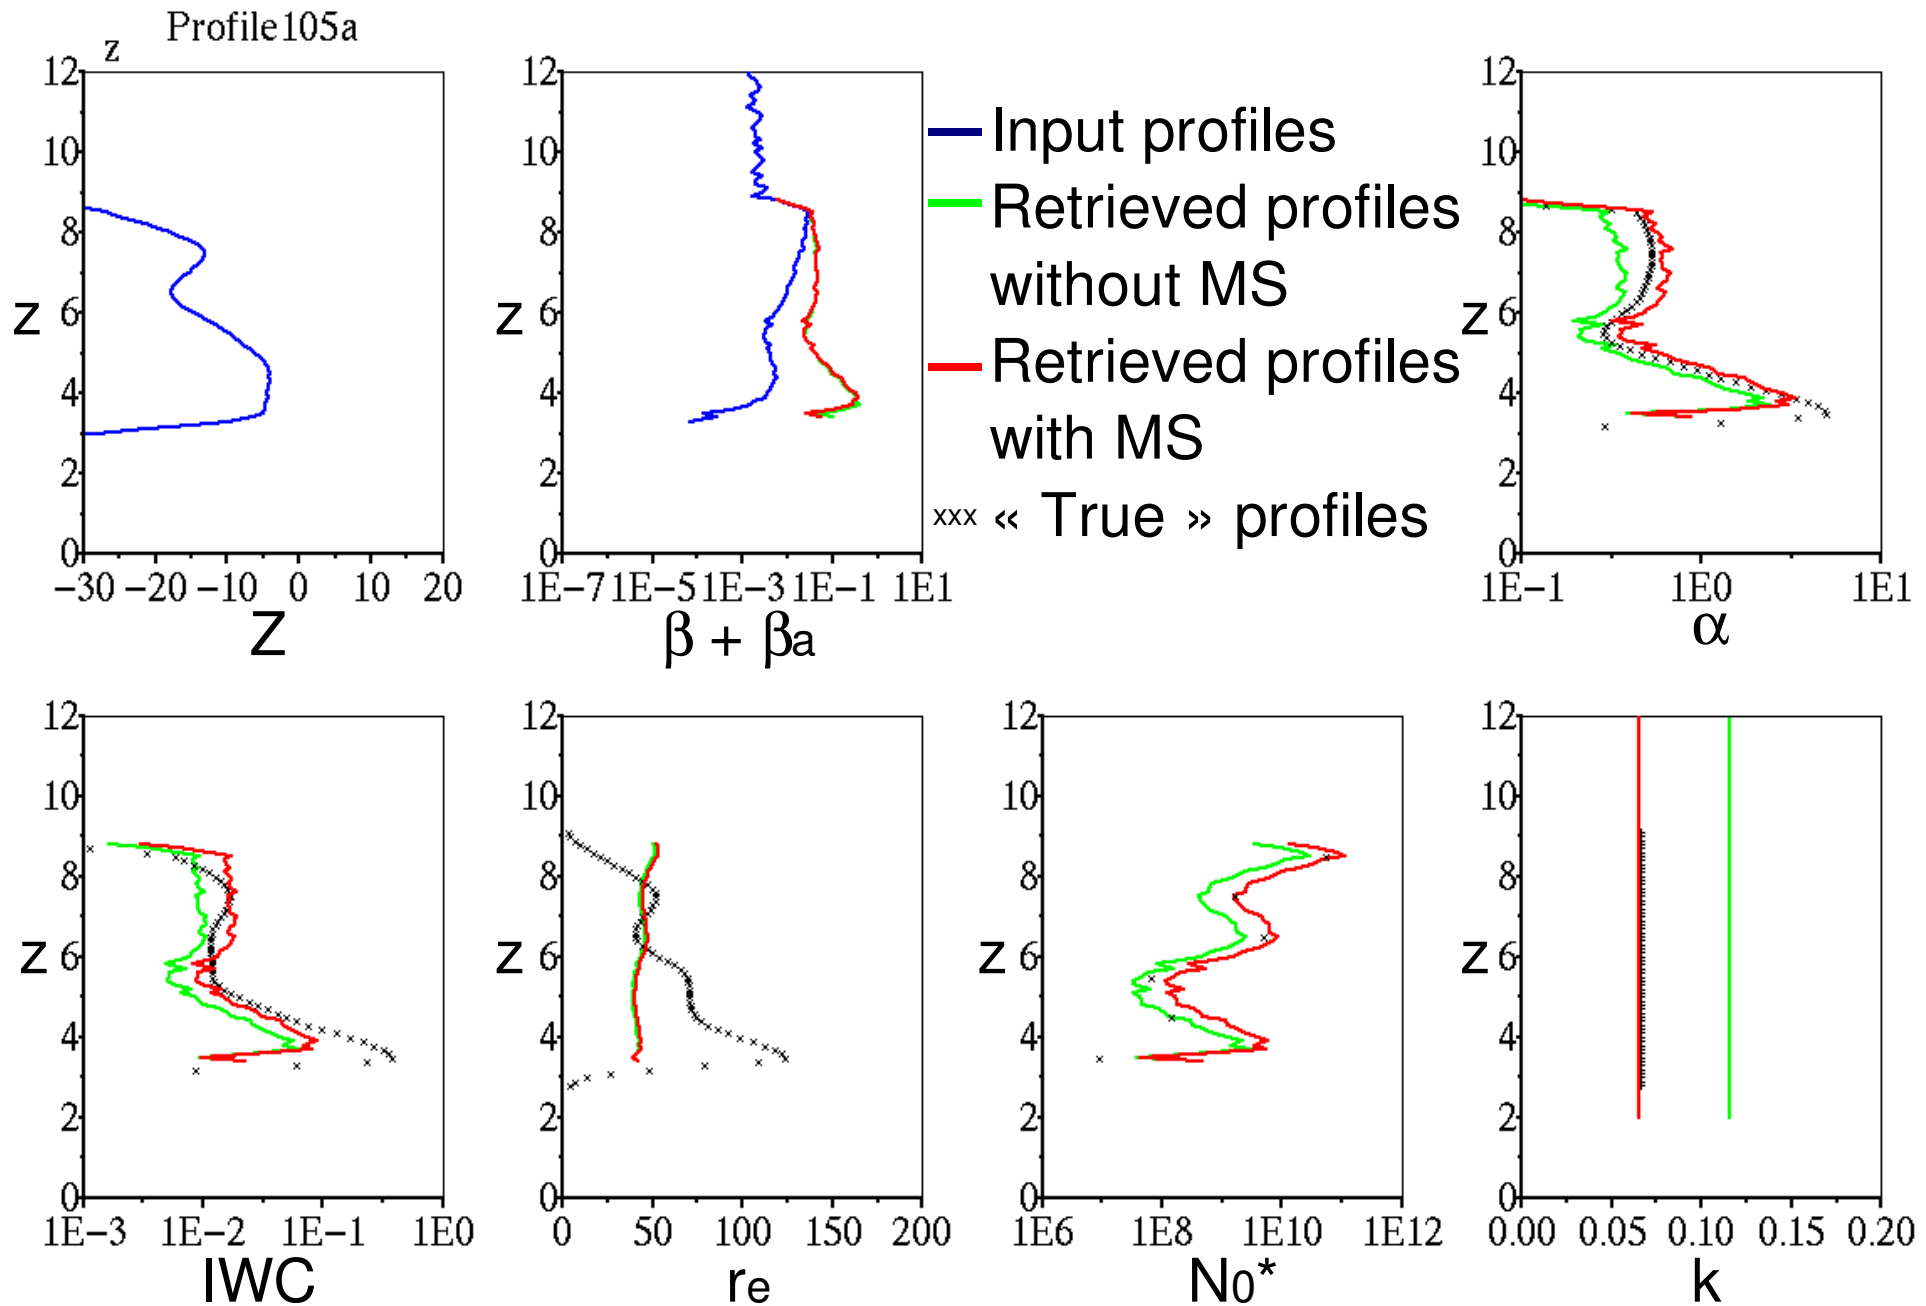 Profile105a
z
12
10
8
6
4
2
0
z
−30 −20 −10 0 10 20
Z
12
10
8
6
4
2
0
z
1E−7 1E−5 1E−3 1E−1 1E1
β + βa
Input profiles
Retrieved profiles
without MS
Retrieved profiles
with MS
xxx « True » profiles
12
10
8
6
4
2
0
z
1E−1 1E0 1E1
α
12
10
8
6
4
2
0
z
1E−3 1E−2 1E−1 1E0
IWC
12
10
8
6
4
2
0
z
0 50 100 150 200
re
12
10
8
6
4
2
0
z
1E6 1E8 1E10 1E12
N0*
12
10
8
6
4
2
0
z
0.00 0.05 0.10 0.15 0.20
k